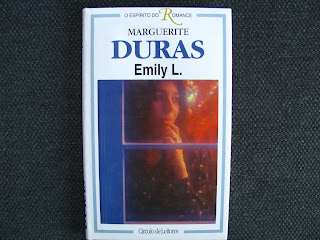 O ESPÍRITO DO ROMANCE
MARGUERITE
DURAS
Emily L.
Círculo de Leitores